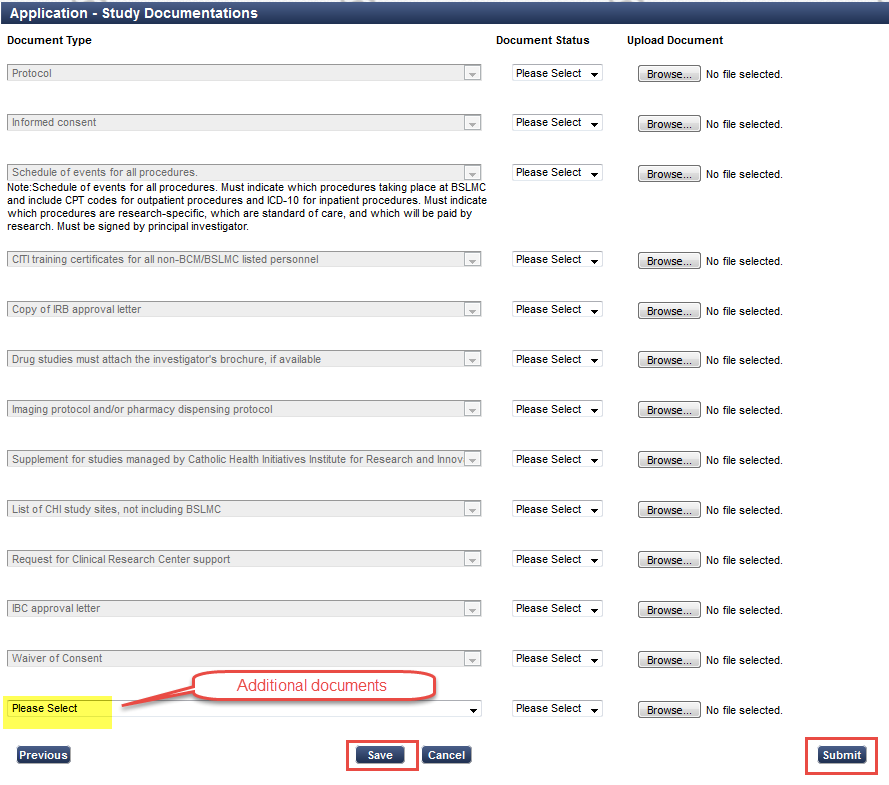 Application - Study Documentations
Document Type Document Status Upload Document
Protocol Please Select Browse... No file selected.
Informed consent Please Select Browse... No file selected.
Schedule of events for all procedures. Please Select Browse... No file selected.
Note:Schedule of events for all procedures. Must indicate which procedures taking place at BSLMC
and include CPT codes for outpatient procedures and ICD-10 for inpatient procedures. Must indicate
which procedures are research-specific, which are standard of care, and which will be paid by
research. Must be signed by principal investigator.
CITI training certificates for all non-BCM/BSLMC listed personnel Please Select Browse... No file selected.
Copy of IRB approval letter Please Select Browse... No file selected.
Drug studies must attach the investigator's brochure, if available Please Select Browse... No file selected.
Imaging protocol and/or pharmacy dispensing protocol Please Select Browse... No file selected.
Supplement for studies managed by Catholic Health Initiatives Institute for Research and Innov Please Select Browse... No file selected.
List of CHI study sites, not including BSLMC Please Select Browse... No file selected.
Request for Clinical Research Center support Please Select Browse... No file selected.
IBC approval letter Please Select Browse... No file selected.
Waiver of Consent Please Select Browse... No file selected.
Additional documents
Please Select Please Select Browse... No file selected.
Previous Save Cancel Submit